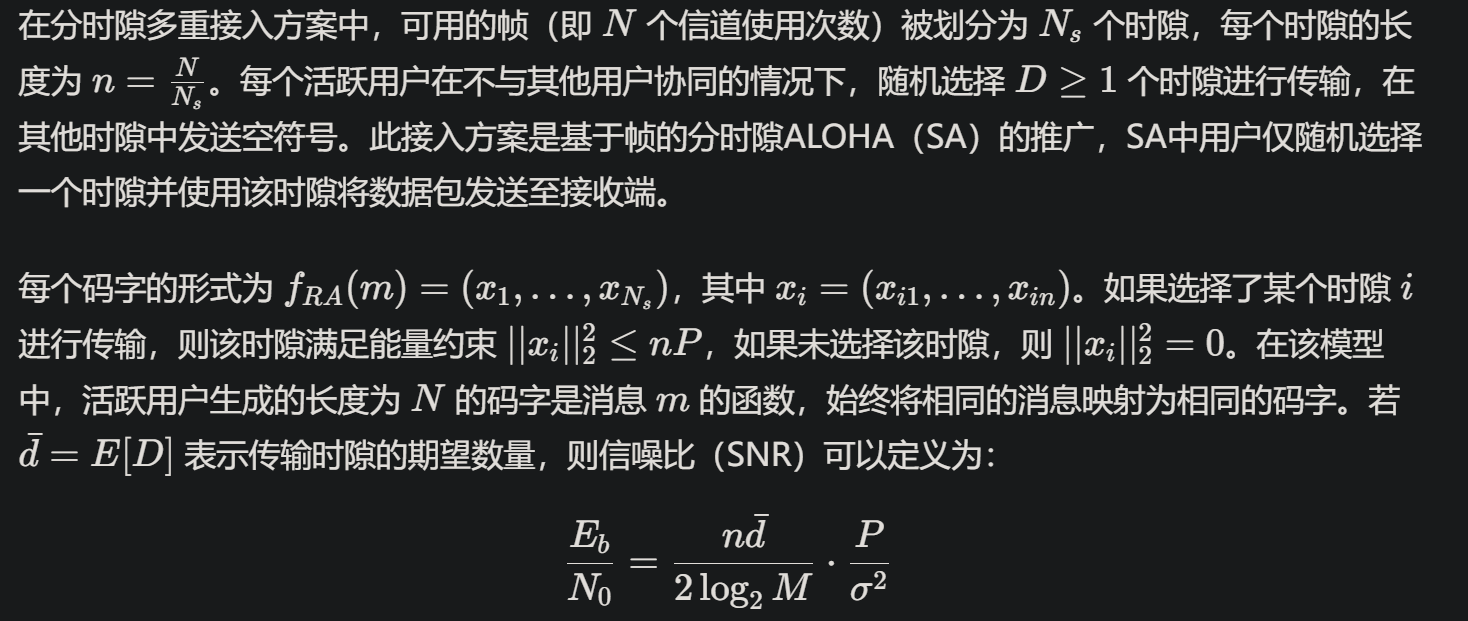 在分时隙多重接入方案中，可用的帧（即 $N$ 个信道使用次数）被划分为 $N_s$ 个时隙，每个时隙的长
度为 $n = \frac{N}{N_s}$。每个活跃用户在不与其他用户协同的情况下，随机选择 $D \geq 1$ 个时隙进行传输，在
其他时隙中发送空符号。此接入方案是基于帧的分时隙ALOHA（SA）的推广，SA中用户仅随机选择
一个时隙并使用该时隙将数据包发送至接收端。
每个码字的形式为 $f_{RA}(m) = (x_1, \ldots, x_{N_s})$，其中 $x_i = (x_{i1}, \ldots, x_{in})$。如果选择了某个时隙 $i$
进行传输，则该时隙满足能量约束 $||x_i||_2^2 \leq nP$，如果未选择该时隙，则 $||x_i||_2^2 = 0$。在该模型
中，活跃用户生成的长度为 $N$ 的码字是消息 $m$ 的函数，始终将相同的消息映射为相同的码字。若
$\bar{d} = E[D]$ 表示传输时隙的期望数量，则信噪比（SNR）可以定义为：
$\frac{E_b}{N_0} = \frac{n\bar{d}}{2\log_2 M} \cdot \frac{P}{\sigma^2}$